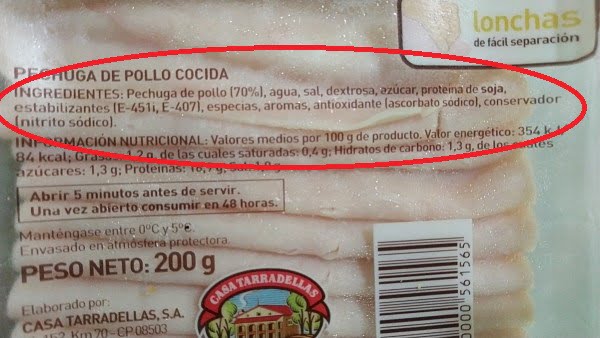 lonchas
de fácil separación
PECHUGA DE POLLO COCIDA
INGREDIENTES: Pechuga de pollo (70%), agua, sal, dextrosa, azúcar, proteína de soja,
estabilizantes (E-451i, E-407), especias, aromas, antioxidante (ascorbato sódico), conservador
(nitrito sódico).
INFORMACIÓN NUTRICIONAL: Valores medios por 100 g de producto. Valor energético: 354
84 kcal; Grasas 1,2 g, de las cuales saturadas: 0,4 g; Hidratos de carbono: 1,3 g, de los cuales
azúcares: 1,3 g; Proteínas:
Abrir 5 minutos antes de servir.
Una vez abierto consumir en 48 horas.
Manténgase entre 0ºC y 5ºC.
Envasado en atmósfera protectora.
PESO NETO: 200 g
CASA TARRADELLAS
Elaborado por:
CASA TARRADELLAS, S.A.
Km 70 - CP 08503
0000 561565